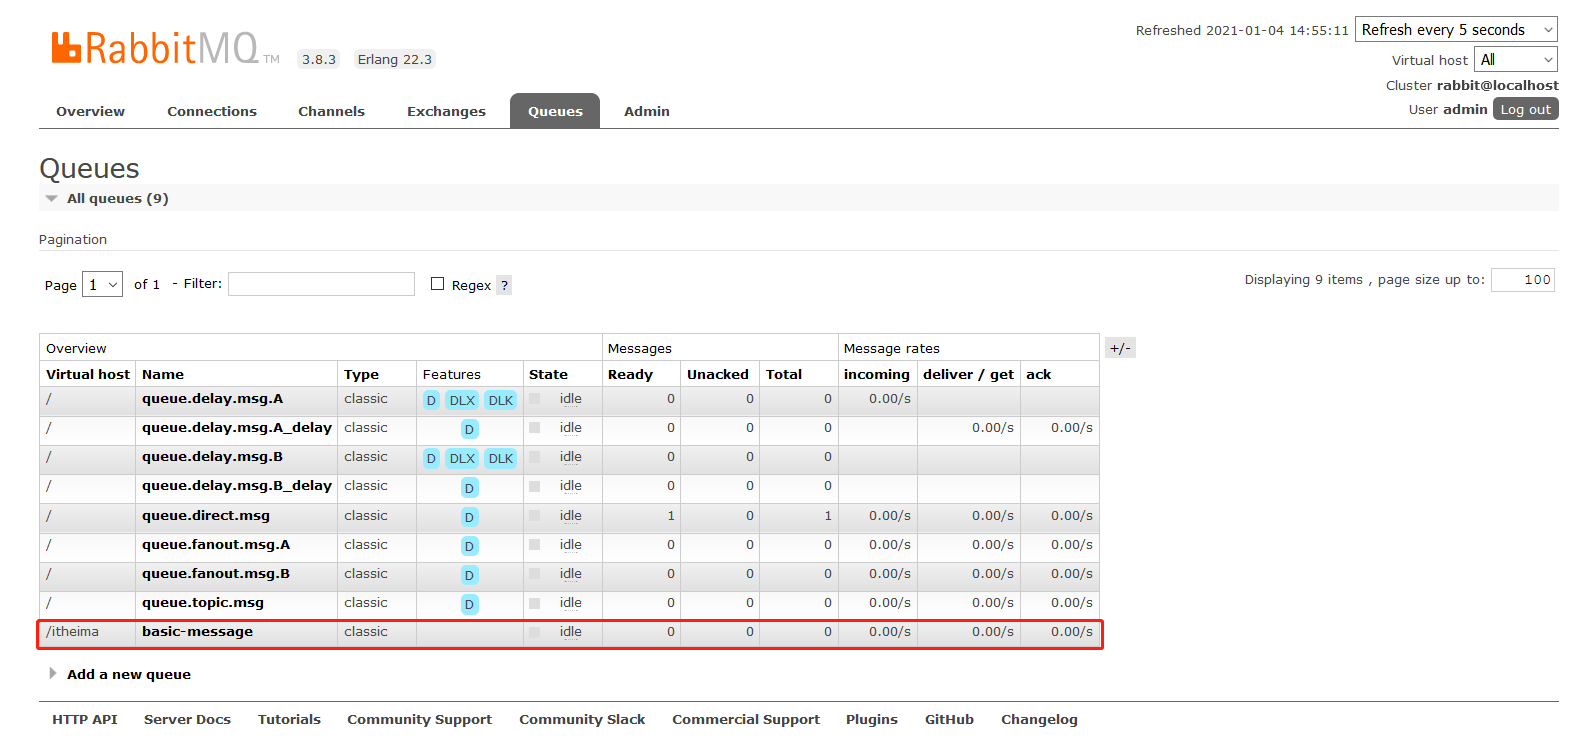 RabbitMQ TM 3.8.3 Erlang 22.3
Refreshed 2021-01-04 14:55:11 Refresh every 5 seconds
Virtual host All
Cluster rabbit@localhost
User admin Log out
Overview Connections Channels Exchanges Queues Admin
Queues
All queues (9)
Pagination
Page 1 of 1 - Filter: Regex ?
Displaying 9 items , page size up to: 100
Overview Messages Message rates +/-
Virtual host Name Type Features State Ready Unacked Total incoming deliver / get ack
/ queue.delay.msg.A classic D DLX DLK idle 0 0 0 0.00/s
/ queue.delay.msg.A_delay classic D idle 0 0 0 0.00/s 0.00/s
/ queue.delay.msg.B classic D DLX DLK idle 0 0 0
/ queue.delay.msg.B_delay classic D idle 0 0 0
/ queue.direct.msg classic D idle 1 0 1 0.00/s 0.00/s 0.00/s
/ queue.fanout.msg.A classic D idle 0 0 0 0.00/s 0.00/s 0.00/s
/ queue.fanout.msg.B classic D idle 0 0 0 0.00/s 0.00/s 0.00/s
/ queue.topic.msg classic D idle 0 0 0 0.00/s 0.00/s 0.00/s
/itheima basic-message classic idle 0 0 0 0.00/s 0.00/s 0.00/s
Add a new queue
HTTP API Server Docs Tutorials Community Support Community Slack Commercial Support Plugins GitHub Changelog